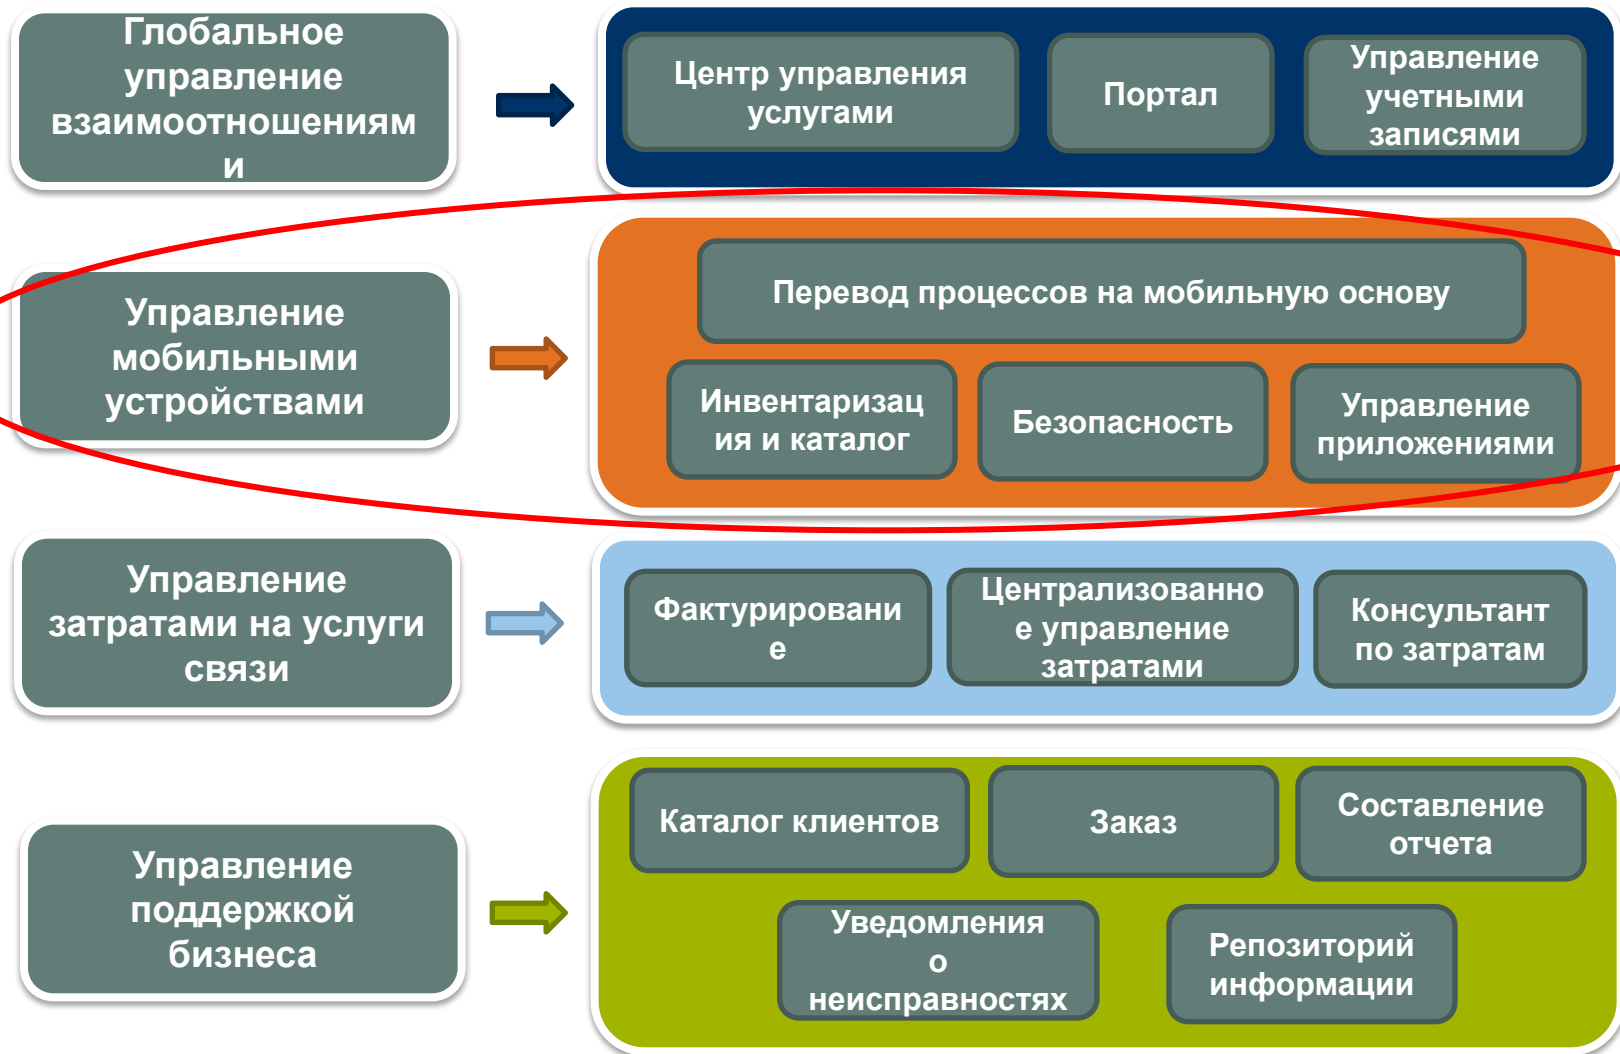 Глобальное
управление
взаимоотношениям
и
Центр управления
услугами
Портал
Управление
учетными
записями
Управление
мобильными
устройствами
Перевод процессов на мобильную основу
Инвентаризац
ия и каталог
Безопасность
Управление
приложениями
Управление
затратами на услуги
связи
Фактурировани
е
Централизованно
е управление
затратами
Консультант
по затратам
Управление
поддержкой
бизнеса
Каталог клиентов
Заказ
Составление
отчета
Уведомления
о
неисправностях
Репозиторий
информации